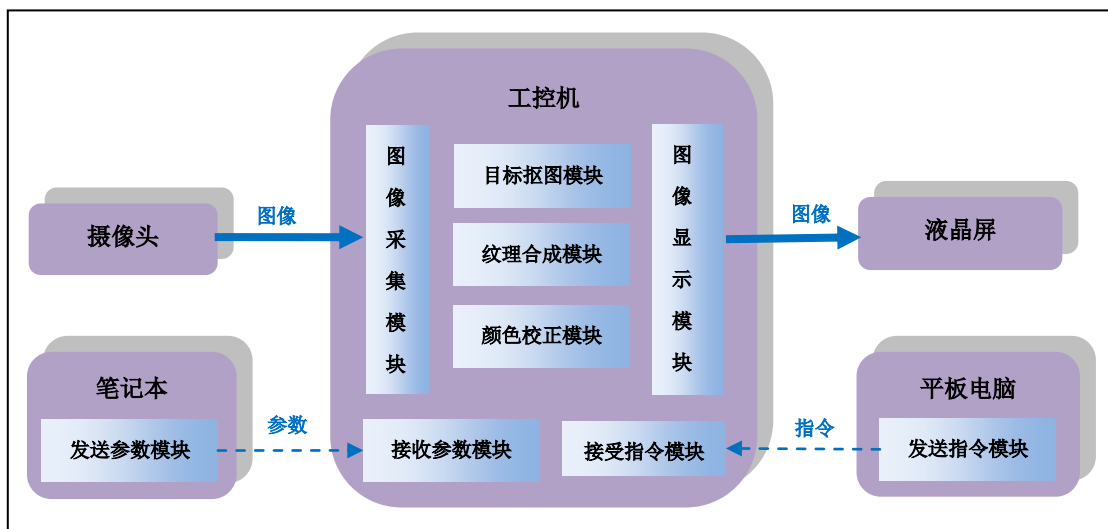 工控机
图像采集模块
目标抠图模块
纹理合成模块
颜色校正模块
图像显示模块
摄像头
图像
图像
液晶屏
笔记本
发送参数模块
参数
接收参数模块
接受指令模块
指令
平板电脑
发送指令模块